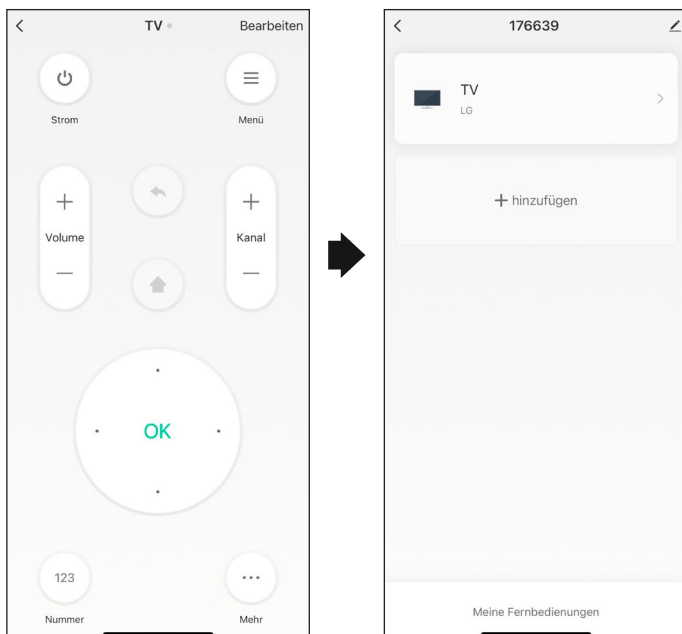 TV
Bearbeiten
Strom
Menü
Volume
Kanal
OK
123
Nummer
Mehr
176639
TV
LG
+ hinzufügen
Meine Fernbedienungen